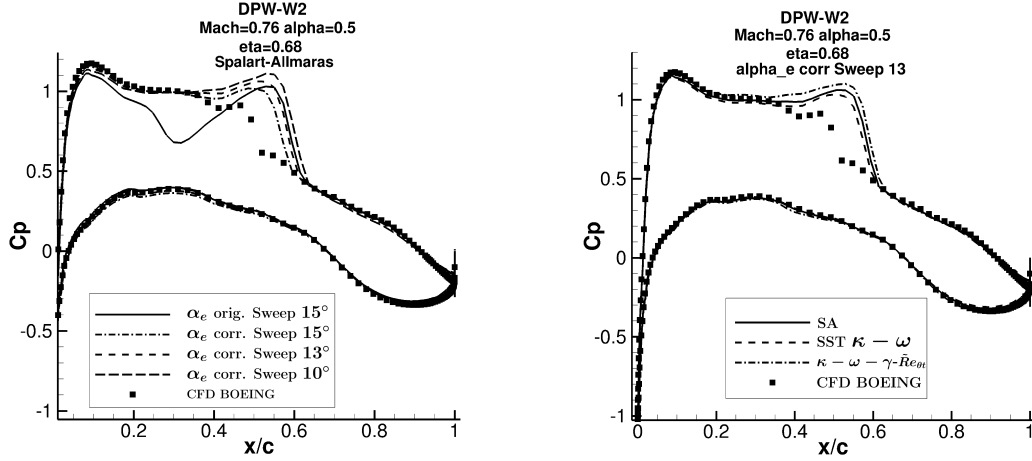 DPW-W2
Mach=0.76 alpha=0.5
eta=0.68
Spalart-Allmaras
Cp
1
0.5
0
-0.5
-1
0.2
0.4
0.6
0.8
1
x/c
αₑ orig. Sweep 15°
αₑ corr. Sweep 15°
αₑ corr. Sweep 13°
αₑ corr. Sweep 10°
CFD BOEING
DPW-W2
Mach=0.76 alpha=0.5
eta=0.68
alpha_e corr Sweep 13
Cp
1
0.5
0
-0.5
-1
0
0.2
0.4
0.6
0.8
1
x/c
SA
SST κ − ω
κ − ω − γ-R̃e_θt
CFD BOEING